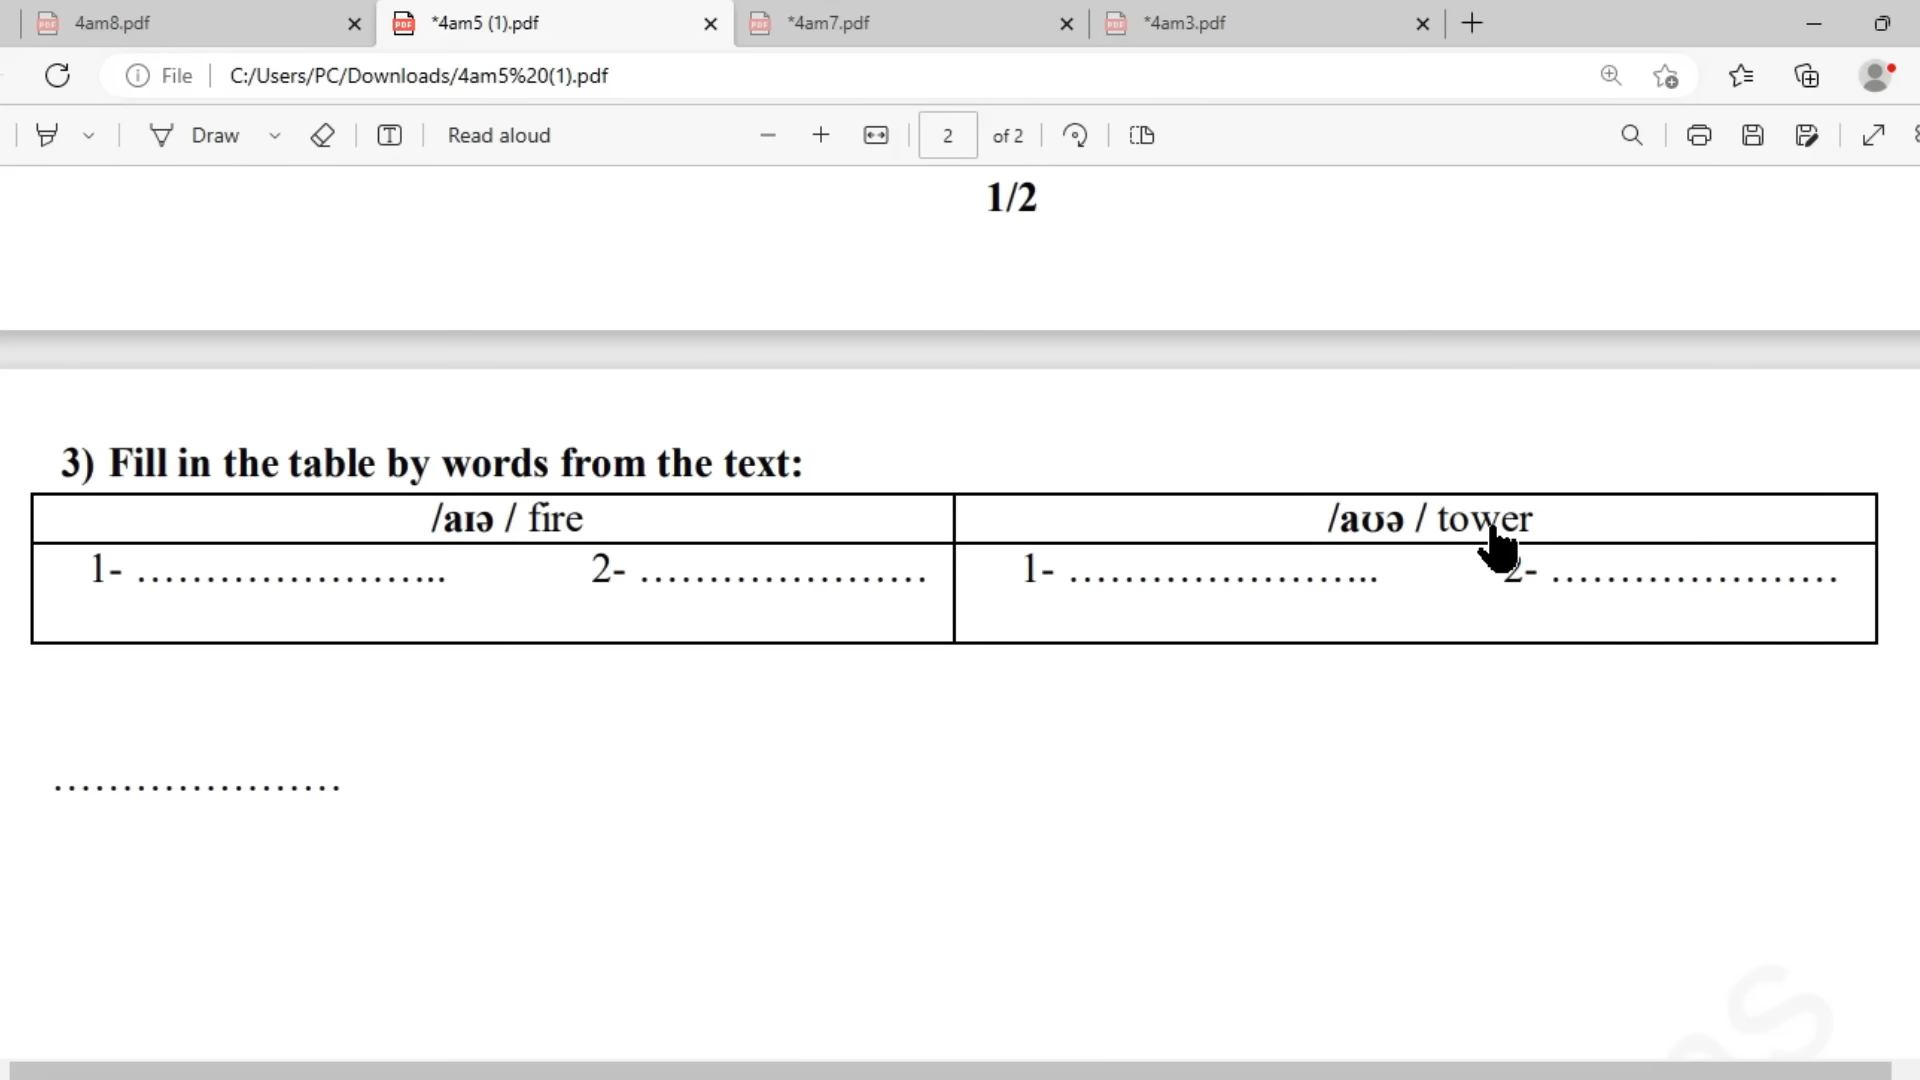 4am8.pdf
*4am5 (1).pdf
*4am7.pdf
*4am3.pdf
File
C:/Users/PC/Downloads/4am5%20(1).pdf
Draw
Read aloud
2
of 2
1/2
3) Fill in the table by words from the text:
/aɪə / fire
/aʊə / tower
1- ……………………..
2- …………………
1- ……………………..
2- …………………
…………………